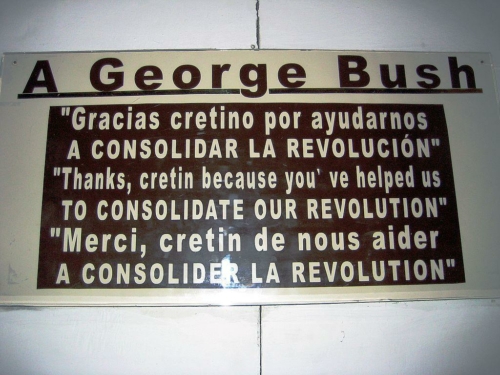 A George Bush
"Gracias cretino por ayudarnos
A CONSOLIDAR LA REVOLUCIÓN"
"Thanks, cretin because you' ve helped us
TO CONSOLIDATE OUR REVOLUTION"
"Merci, cretin de nous aider
A CONSOLIDER LA REVOLUTION"